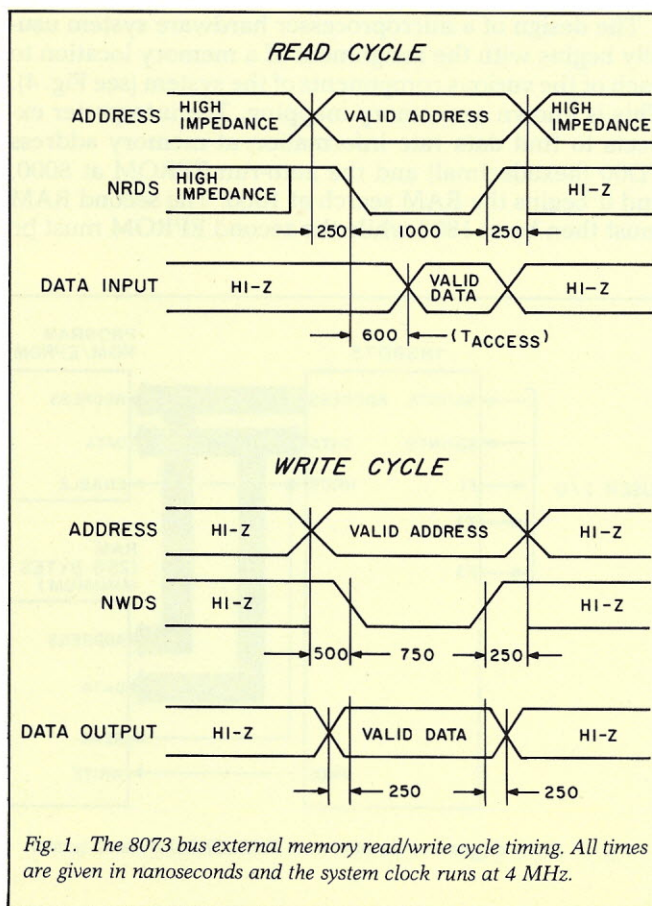 READ CYCLE
ADDRESS HIGH IMPEDANCE VALID ADDRESS HIGH IMPEDANCE
NRDS HIGH IMPEDANCE HI-Z
250 1000 250
DATA INPUT HI-Z VALID DATA HI-Z
600 (TACCESS)
WRITE CYCLE
ADDRESS HI-Z VALID ADDRESS HI-Z
NWDS HI-Z HI-Z
500 750 250
DATA OUTPUT HI-Z VALID DATA HI-Z
250 250
Fig. 1. The 8073 bus external memory read/write cycle timing. All times
are given in nanoseconds and the system clock runs at 4 MHz.